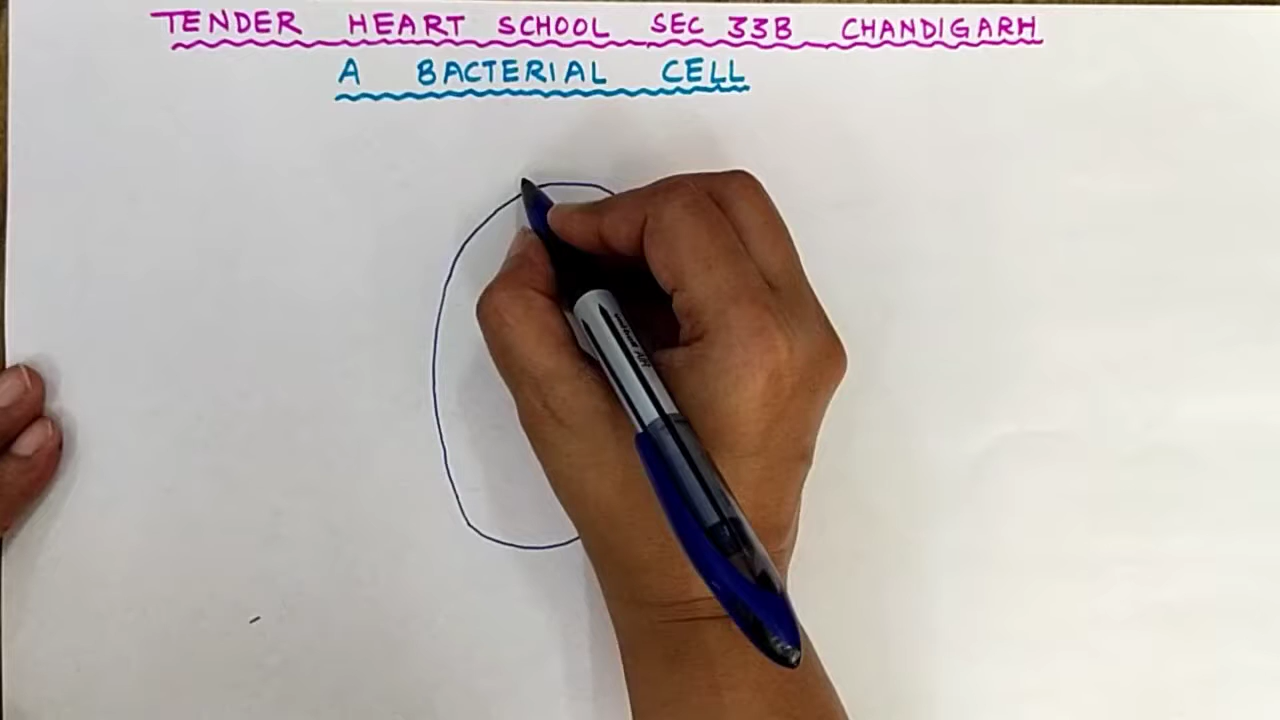 TENDER HEART SCHOOL SEC 33B CHANDIGARH
A BACTERIAL CELL